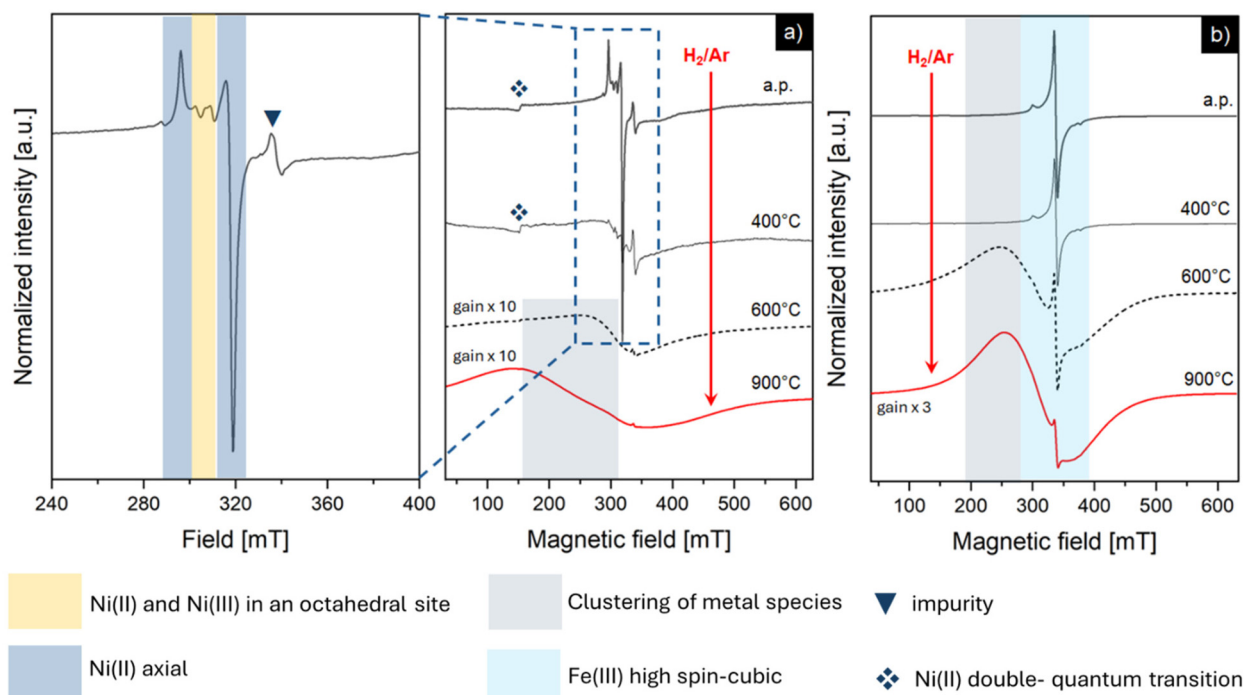 Normalized intensity [a.u.]
240
280
320
360
400
Field [mT]
a)
H₂/Ar
a.p.
400°C
600°C
900°C
gain x 10
gain x 10
100
200
300
400
500
600
Magnetic field [mT]
Normalized intensity [a.u.]
b)
H₂/Ar
a.p.
400°C
600°C
900°C
gain x 3
100
200
300
400
500
600
Magnetic field [mT]
Ni(II) and Ni(III) in an octahedral site
Clustering of metal species
impurity
Ni(II) axial
Fe(III) high spin-cubic
Ni(II) double- quantum transition